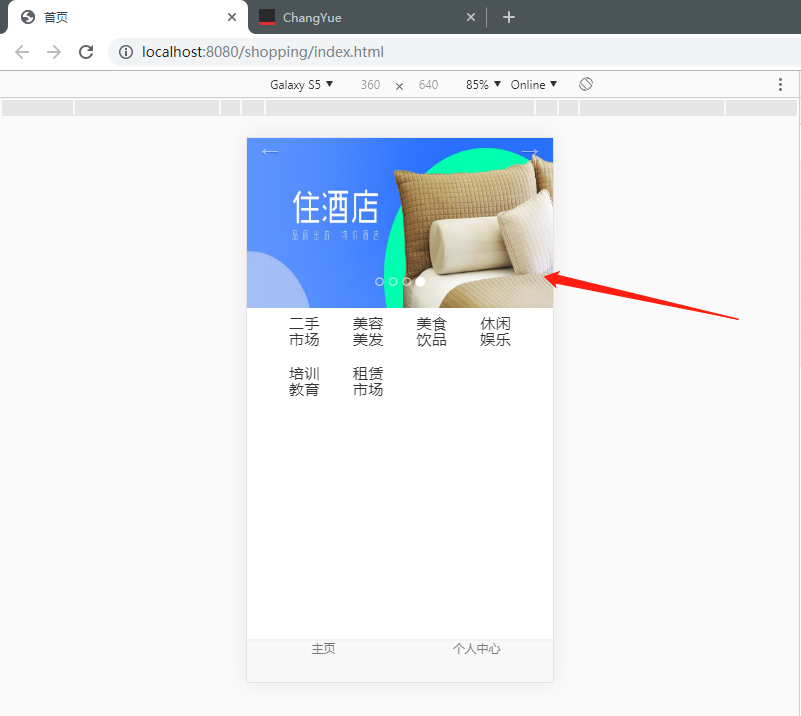 首页
ChangYue
localhost:8080/shopping/index.html
Galaxy S5 360 × 640 85% Online
住酒店
二手 美容 美食 休闲
市场 美发 饮品 娱乐
培训 租赁
教育 市场
主页 个人中心